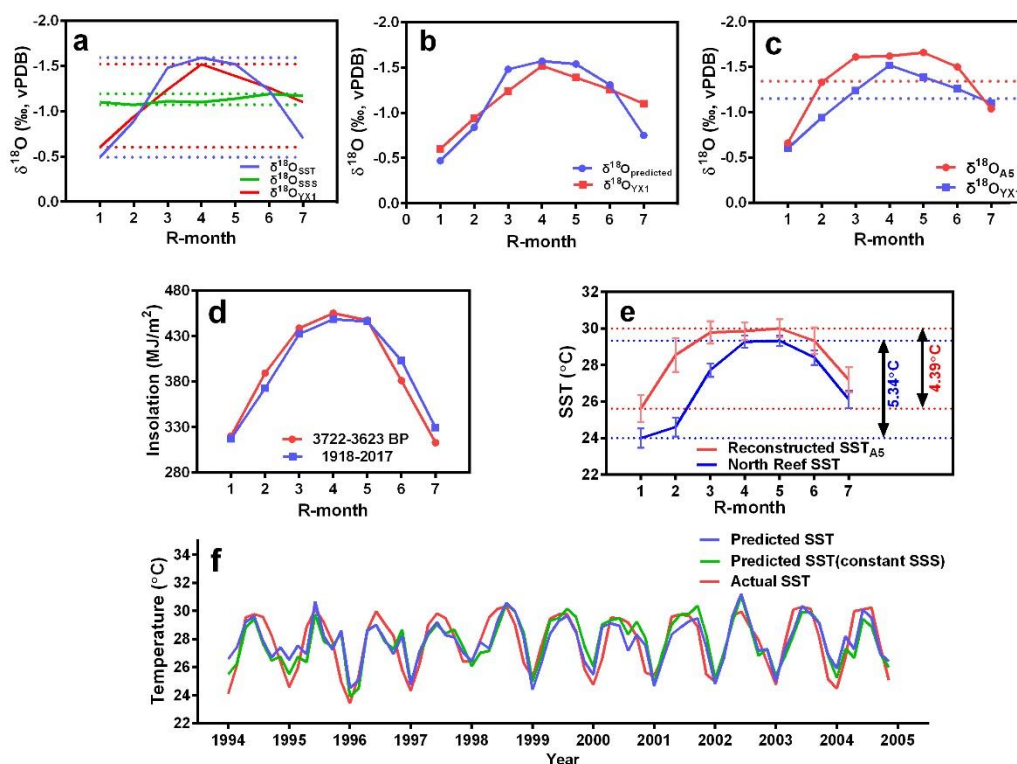 a
δ18O (‰, vPDB)
-2.0
-1.5
-1.0
-0.5
0.0
1 2 3 4 5 6 7
R-month
δ18OSST
δ18OSSS
δ18OYX1
b
δ18O (‰, vPDB)
-2.0
-1.5
-1.0
-0.5
0.0
0 1 2 3 4 5 6 7
R-month
δ18Opredicted
δ18OYX1
c
δ18O (‰, vPDB)
-2.0
-1.5
-1.0
-0.5
0.0
1 2 3 4 5 6 7
R-month
δ18OA5
δ18OYX1
d
Insolation (MJ/m2)
480
430
380
330
280
1 2 3 4 5 6 7
R-month
3722-3623 BP
1918-2017
e
SST (°C)
32
30
28
26
24
22
1 2 3 4 5 6 7
R-month
5.34°C
4.39°C
Reconstructed SSTA5
North Reef SST
f
Temperature (°C)
34
32
30
28
26
24
22
1994 1995 1996 1997 1998 1999 2000 2001 2002 2003 2004 2005
Year
Predicted SST
Predicted SST(constant SSS)
Actual SST